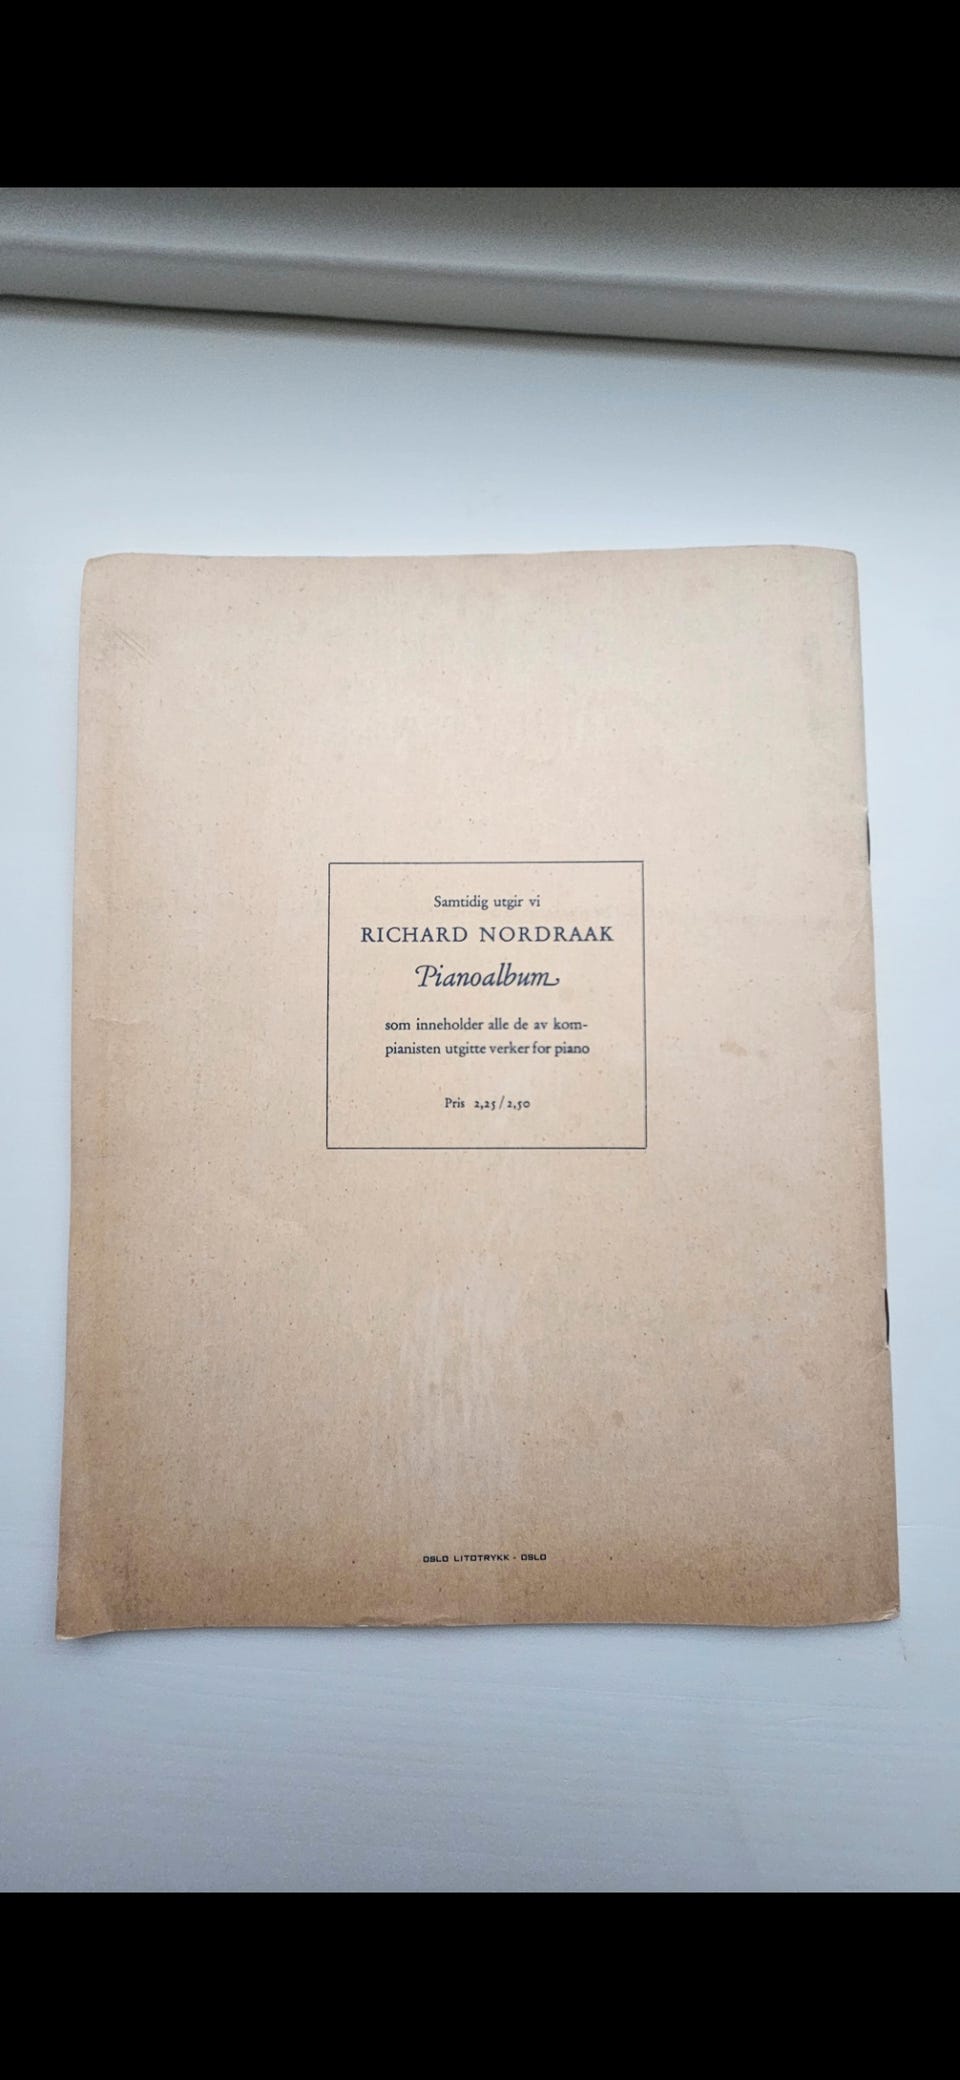 Samtidig utgir vi
RICHARD NORDRAAK
Pianoalbum
som inneholder alle de av kom-
pianisten utgitte verker for piano
Pris 2,25 / 2,50
OSLO LITOTRYKK - OSLO